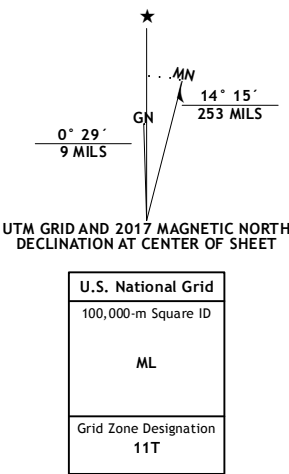 MN
GN
14° 15´
253 MILS
0° 29´
9 MILS
UTM GRID AND 2017 MAGNETIC NORTH
DECLINATION AT CENTER OF SHEET
U.S. National Grid
100,000-m Square ID
ML
Grid Zone Designation
11T